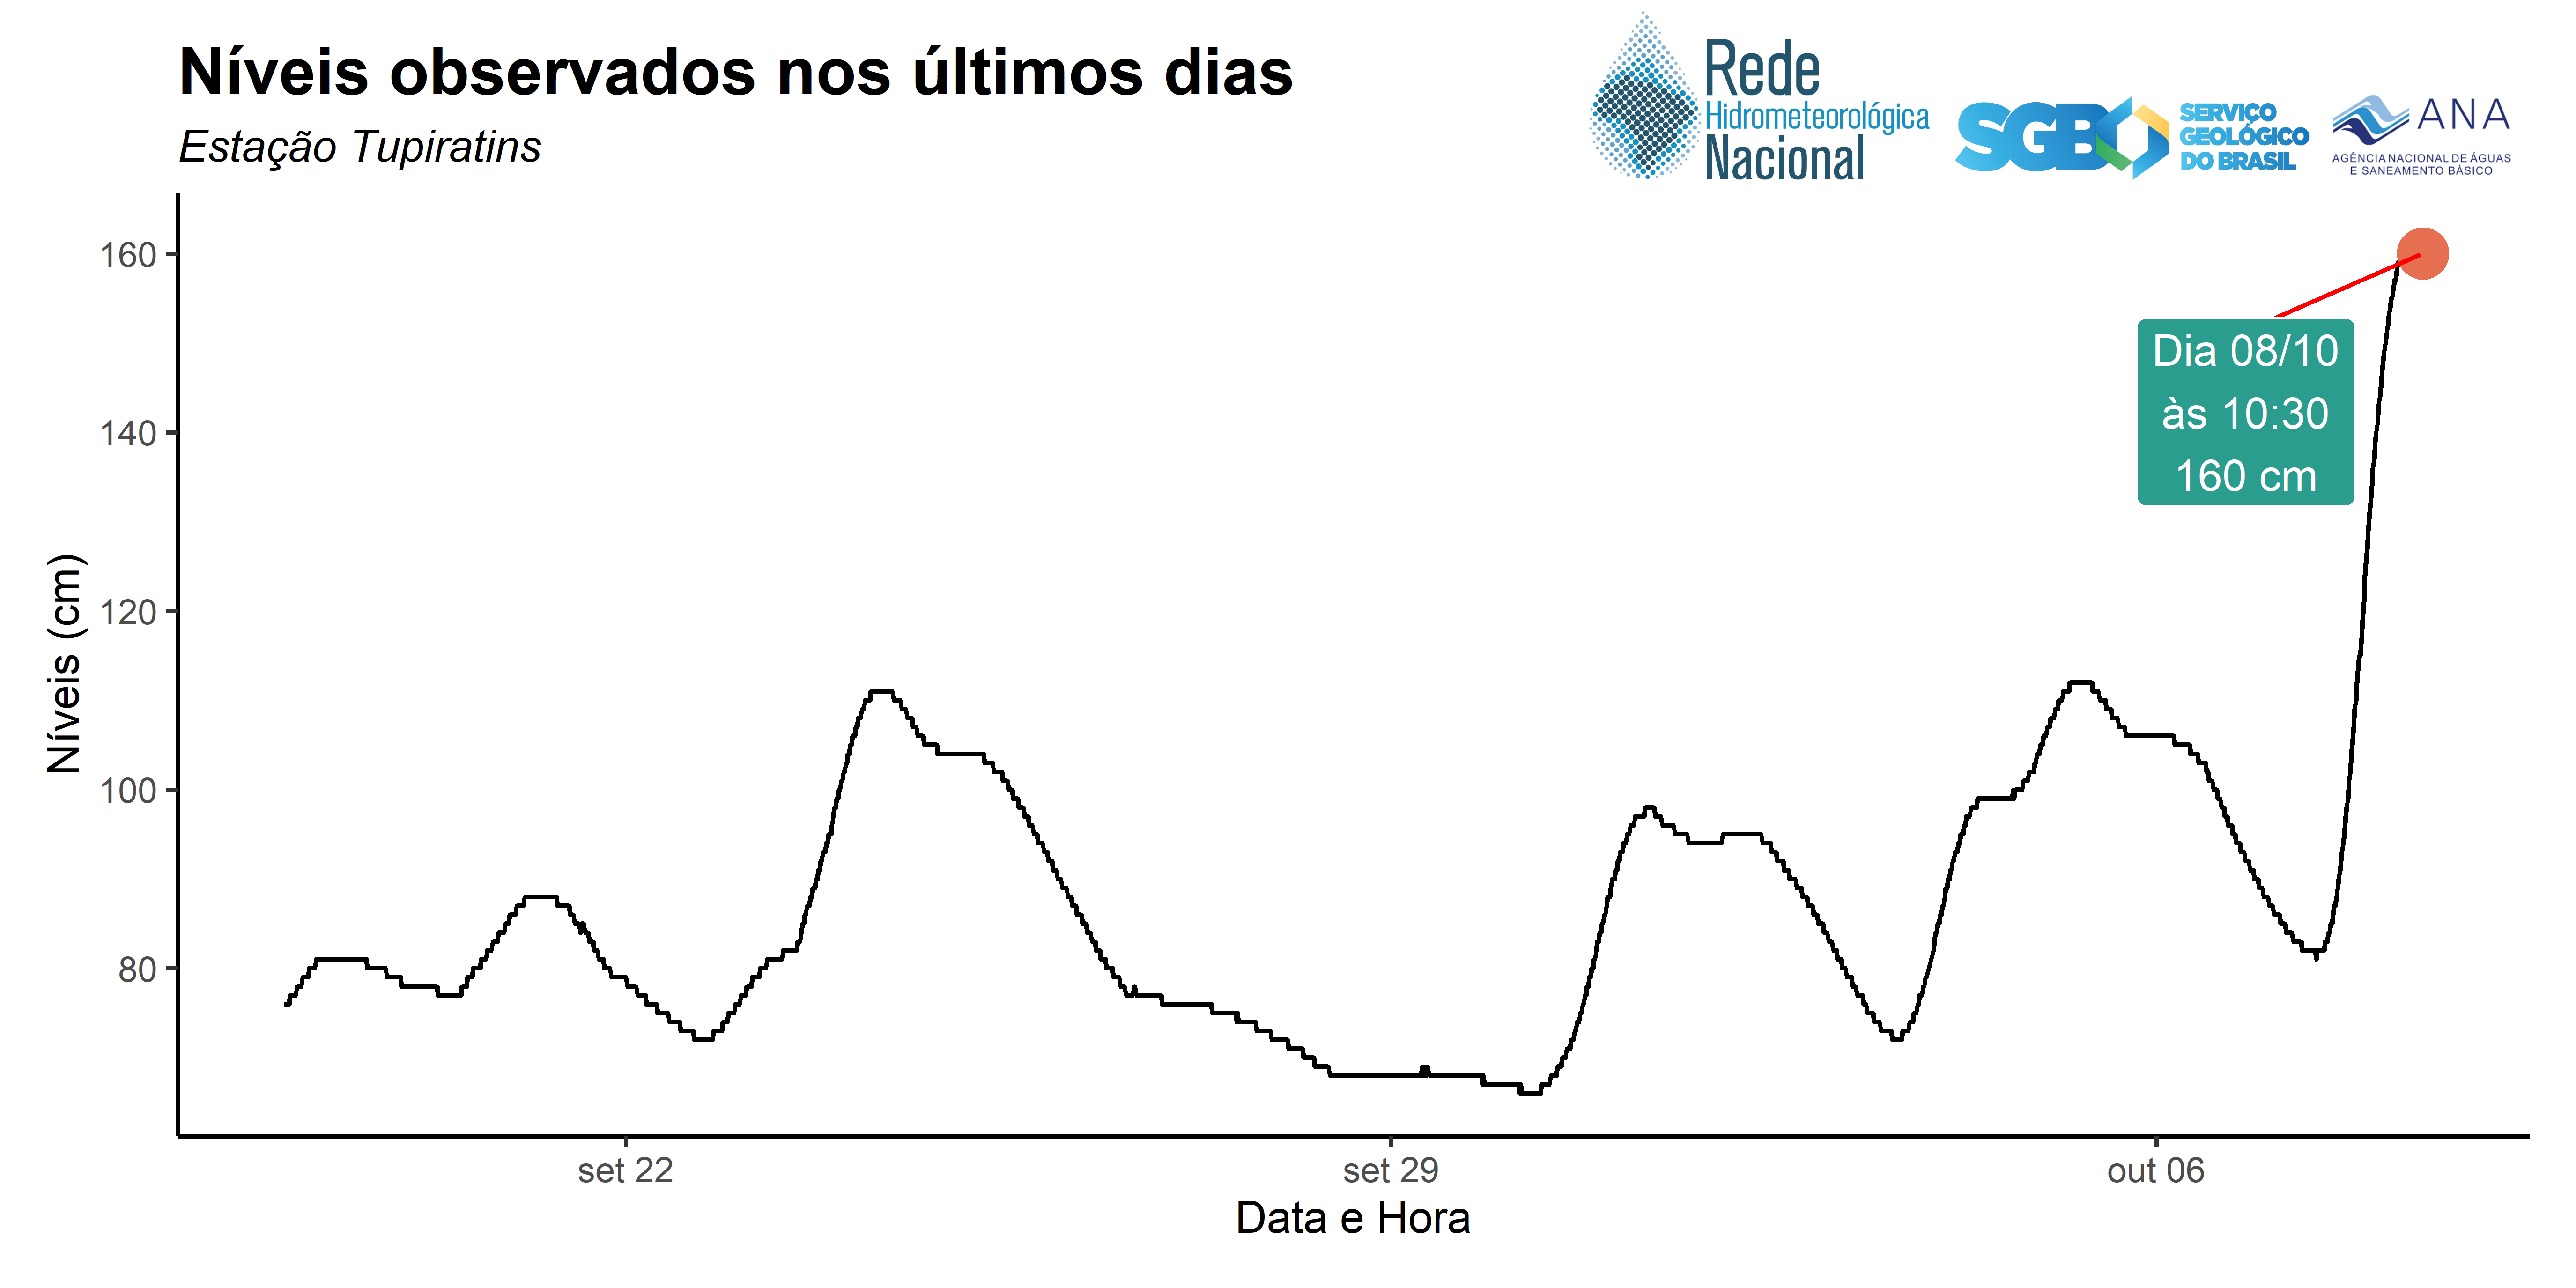 Níveis observados nos últimos dias
Estação Tupiratins
Rede
Hidrometeorológica
Nacional
SGB
SERVIÇO
GEOLÓGICO
DO BRASIL
ANA
AGÊNCIA NACIONAL DE ÁGUAS
E SANEAMENTO BÁSICO
160
140
120
100
80
Níveis (cm)
Dia 08/10
às 10:30
160 cm
set 22
set 29
out 06
Data e Hora